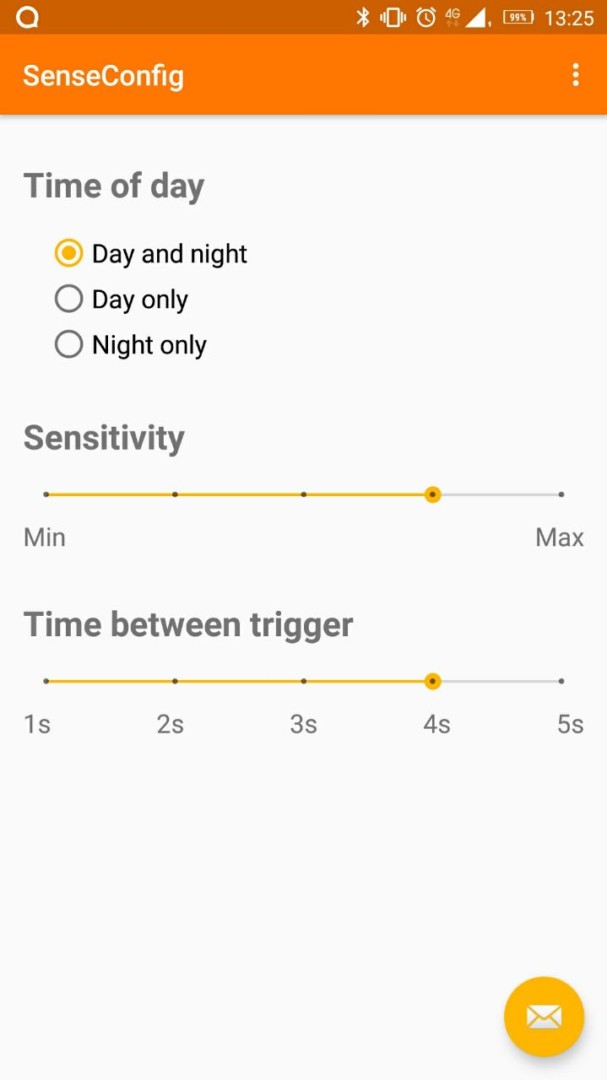 4G 99% 13:25
SenseConfig
Time of day
Day and night
Day only
Night only
Sensitivity
Min Max
Time between trigger
1s 2s 3s 4s 5s